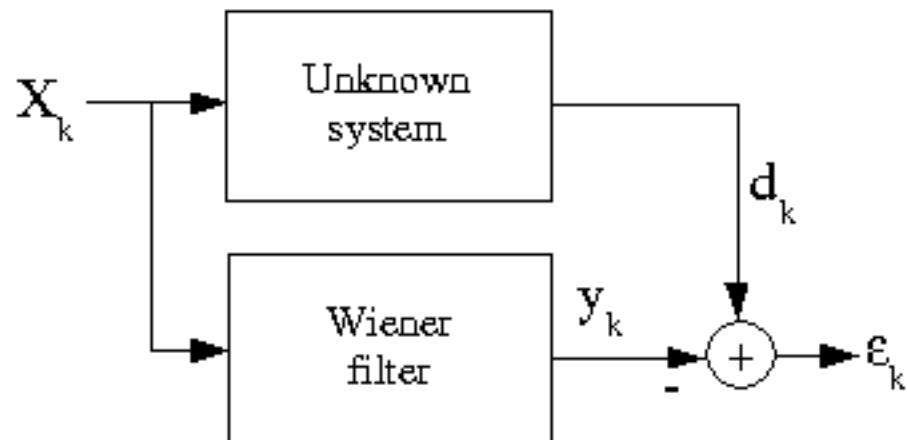 X_k
Unknown
system
d_k
Wiener
filter
y_k
-
+
ε_k